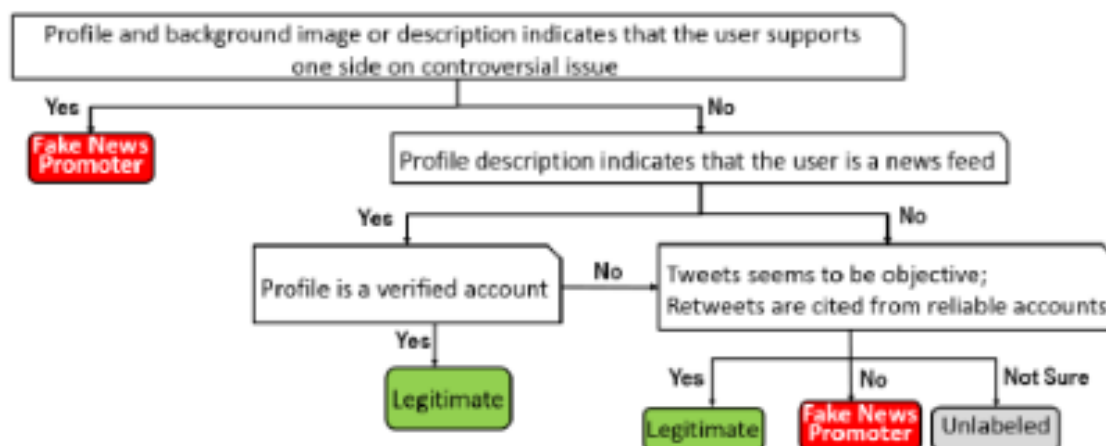 Profile and background image or description indicates that the user supports
one side on controversial issue
Yes
No
Fake News
Promoter
Profile description indicates that the user is a news feed
Yes
No
Profile is a verified account
No
Tweets seems to be objective;
Retweets are cited from reliable accounts
Yes
Legitimate
Yes
No
Not Sure
Legitimate
Fake News
Promoter
Unlabeled